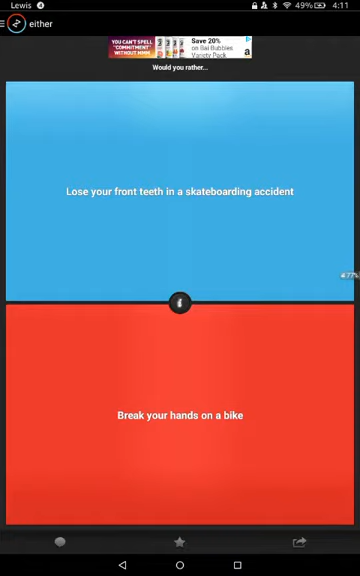 Lewis 49% 4:11
either
YOU CAN'T SPELL
"COMMITMENT"
WITHOUT MMM.
Save 20%
on Bai Bubbles
Variety Pack
a
Would you rather...
Lose your front teeth in a skateboarding accident
Break your hands on a bike